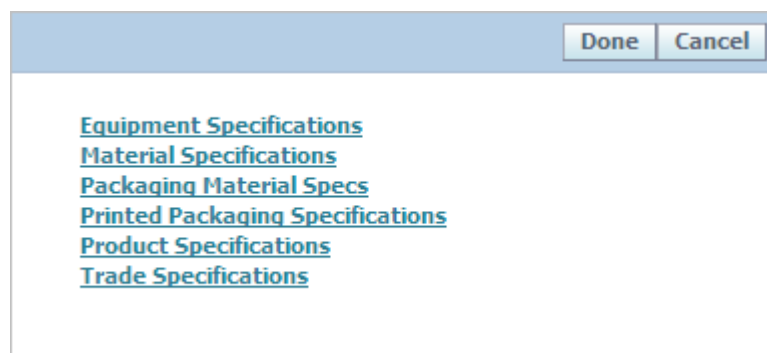 Done Cancel
Equipment Specifications
Material Specifications
Packaging Material Specs
Printed Packaging Specifications
Product Specifications
Trade Specifications